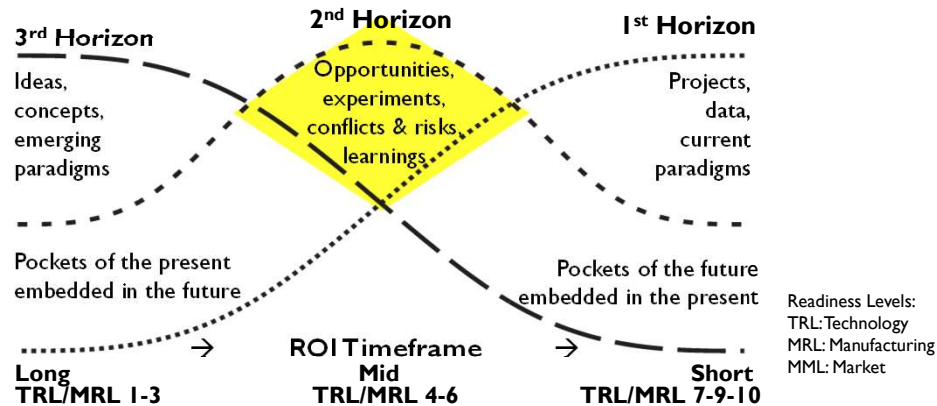 3rd Horizon
2nd Horizon
1st Horizon
Ideas,
concepts,
emerging
paradigms
Opportunities,
experiments,
conflicts & risks,
learnings
Projects,
data,
current
paradigms
Pockets of the present
embedded in the future
Pockets of the future
embedded in the present
→ ROI Timeframe →
Long Mid Short
TRL/MRL 1-3 TRL/MRL 4-6 TRL/MRL 7-9-10
Readiness Levels:
TRL: Technology
MRL: Manufacturing
MML: Market